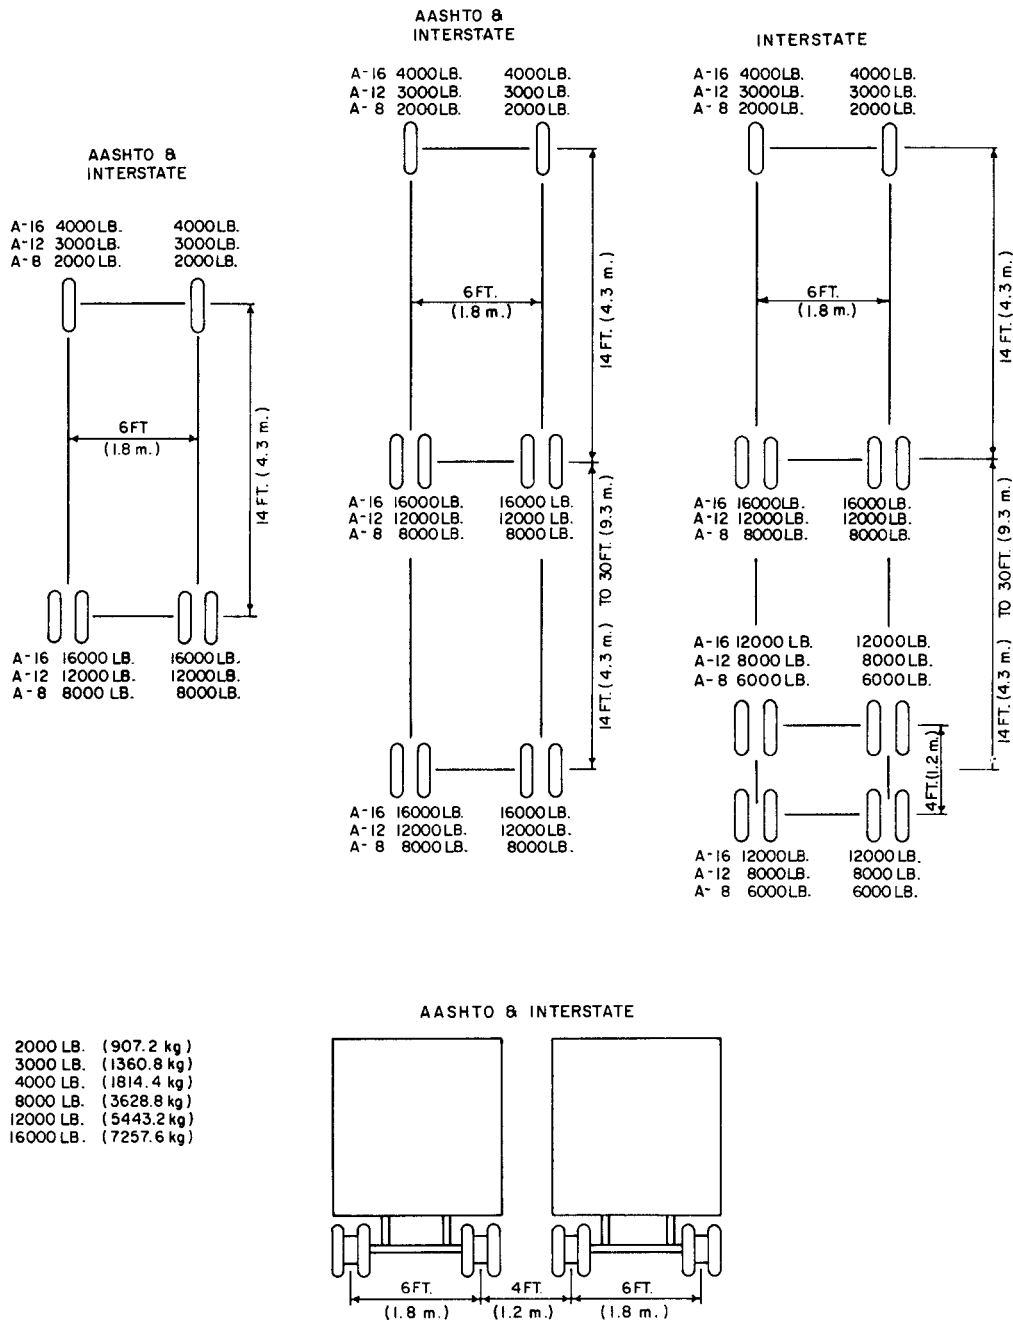 AASHTO &
INTERSTATE
A-16 4000LB. 4000LB.
A-12 3000LB. 3000LB.
A-8 2000LB. 2000LB.
6FT
(1.8 m.)
14 FT. (4.3 m.)
A-16 16000 LB. 16000LB.
A-12 12000 LB. 12000LB.
A-8 8000 LB. 8000LB.
AASHTO &
INTERSTATE
A-16 4000LB. 4000LB.
A-12 3000LB. 3000LB.
A-8 2000LB. 2000LB.
14 FT. (4.3 m.)
6FT.
(1.8 m.)
A-16 16000LB. 16000LB.
A-12 12000LB. 12000LB.
A-8 8000LB. 8000LB.
14 FT. (4.3 m.) TO 30FT. (9.3 m)
A-16 16000LB. 16000LB.
A-12 12000LB. 12000LB.
A-8 8000 LB. 8000LB.
INTERSTATE
A-16 4000LB. 4000LB.
A-12 3000LB. 3000LB.
A-8 2000LB. 2000LB.
14 FT. (4.3 m.)
6FT.
(1.8 m.)
A-16 16000LB. 16000LB.
A-12 12000LB. 12000LB.
A-8 8000LB. 8000LB.
14 FT. (4.3 m.) TO 30FT. (9.3 m)
A-16 12000LB. 12000LB.
A-12 8000 LB. 8000LB.
A-8 6000LB. 6000LB.
4FT.(1.2m.)
A-16 12000LB. 12000LB.
A-12 8000LB. 8000LB.
A-8 6000LB. 6000LB.
AASHTO & INTERSTATE
2000 LB. (907.2 kg)
3000 LB. (1360.8 kg)
4000 LB. (1814.4 kg)
8000 LB. (3628.8 kg)
12000 LB. (5443.2 kg)
16000 LB. (7257.6 kg)
6FT. 4FT. 6FT.
(1.8 m.) (1.2 m.) (1.8 m.)